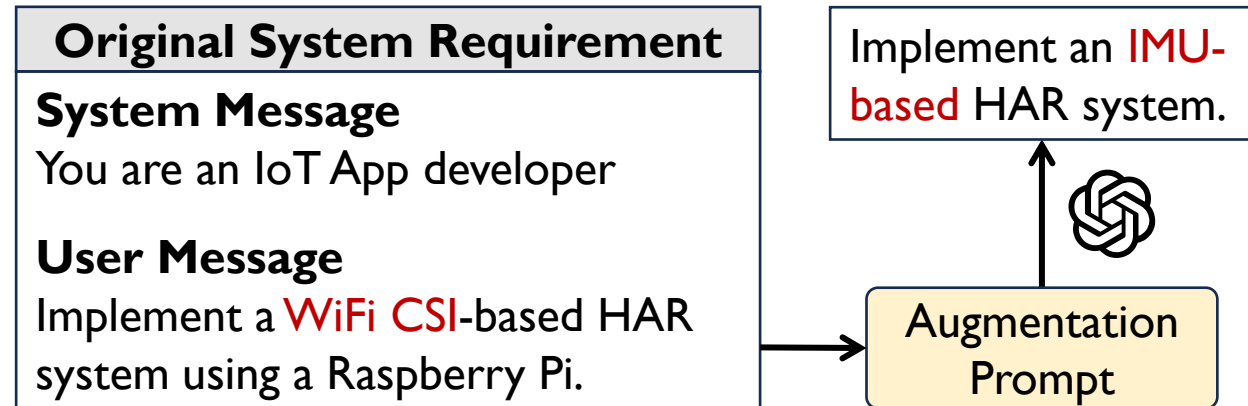 Original System Requirement
System Message
You are an IoT App developer
User Message
Implement a WiFi CSI-based HAR
system using a Raspberry Pi.
Implement an IMU-
based HAR system.
Augmentation
Prompt